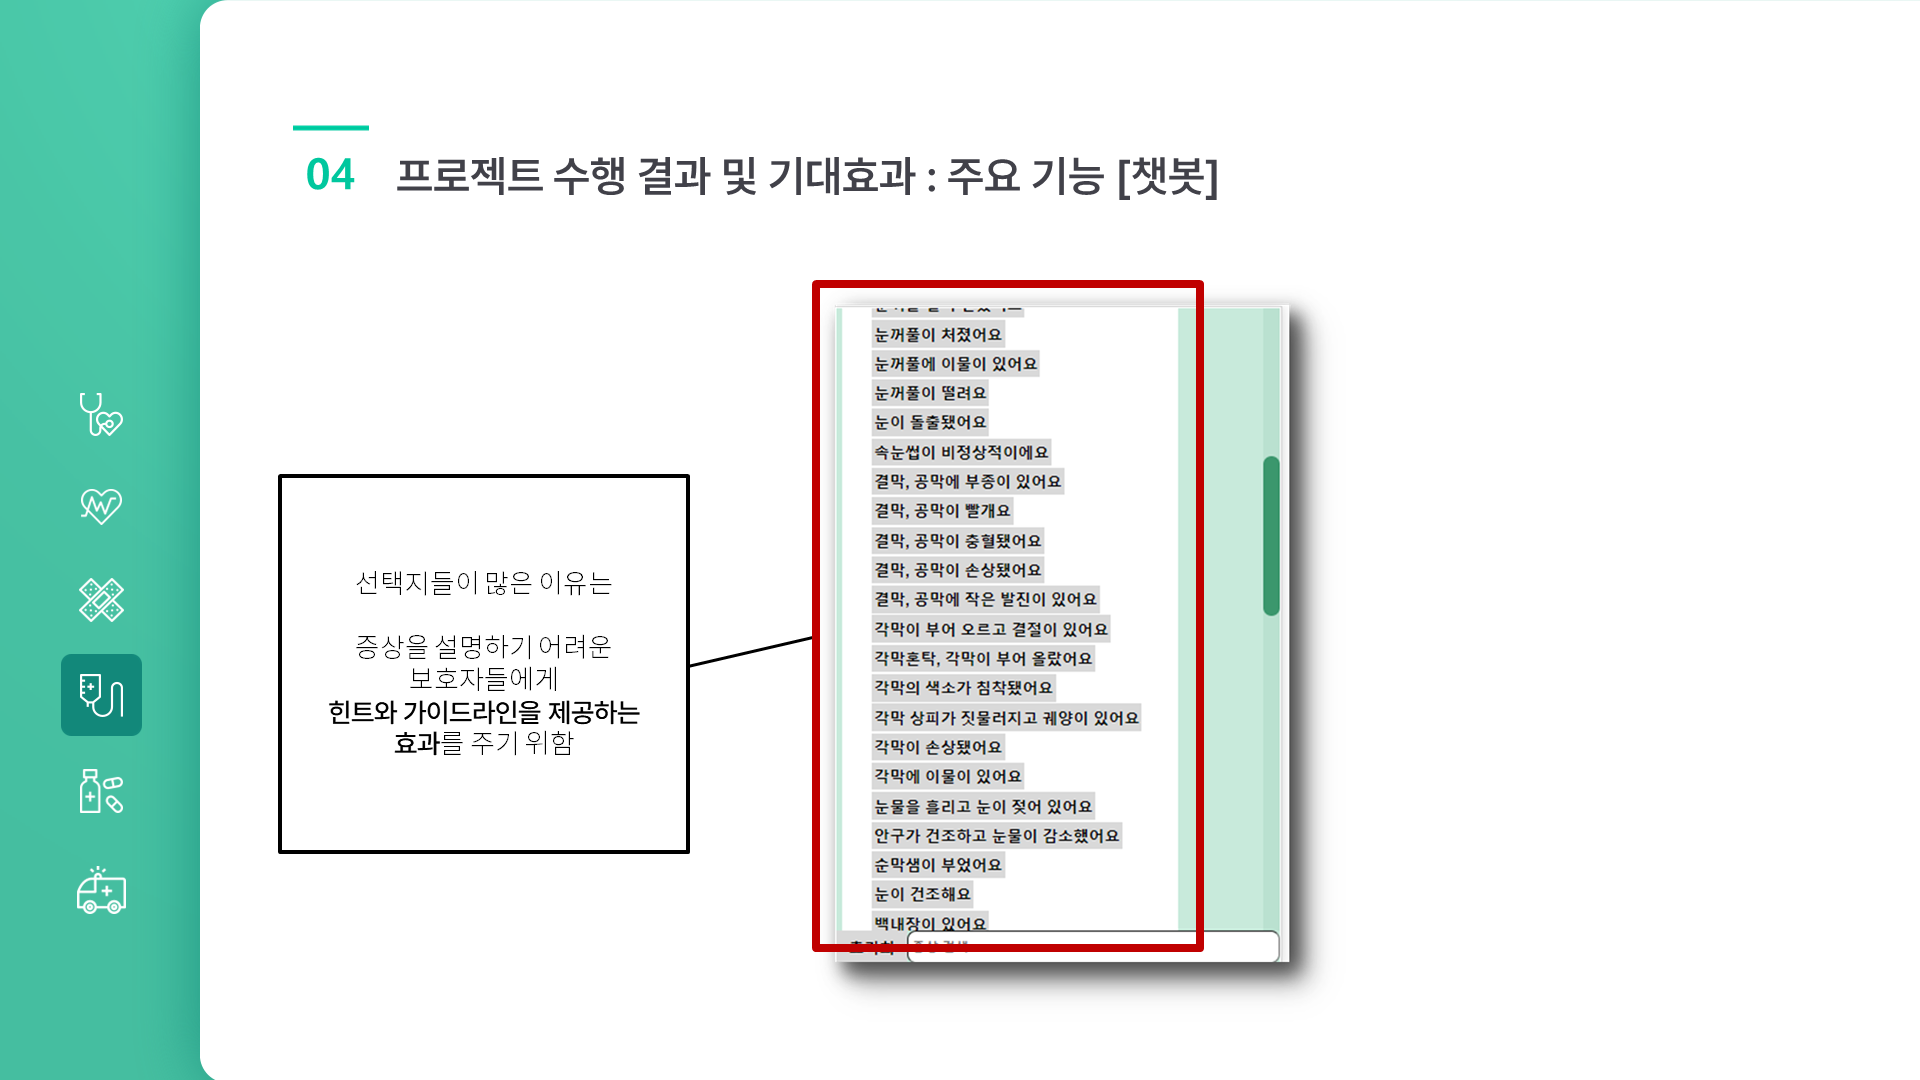 04 프로젝트 수행 결과 및 기대효과 : 주요 기능 [챗봇]
선택지들이 많은 이유는
증상을 설명하기 어려운
보호자들에게
힌트와 가이드라인을 제공하는
효과를 주기 위함
눈꺼풀이 처졌어요
눈꺼풀에 이물이 있어요
눈꺼풀이 떨려요
눈이 돌출됐어요
속눈썹이 비정상적이에요
결막, 공막에 부종이 있어요
결막, 공막이 빨개요
결막, 공막이 충혈됐어요
결막, 공막이 손상됐어요
결막, 공막에 작은 발진이 있어요
각막이 부어 오르고 결절이 있어요
각막혼탁, 각막이 부어 올랐어요
각막의 색소가 침착됐어요
각막 상피가 짓물러지고 궤양이 있어요
각막이 손상됐어요
각막에 이물이 있어요
눈물을 흘리고 눈이 젖어 있어요
안구가 건조하고 눈물이 감소했어요
순막샘이 부었어요
눈이 건조해요
백내장이 있어요